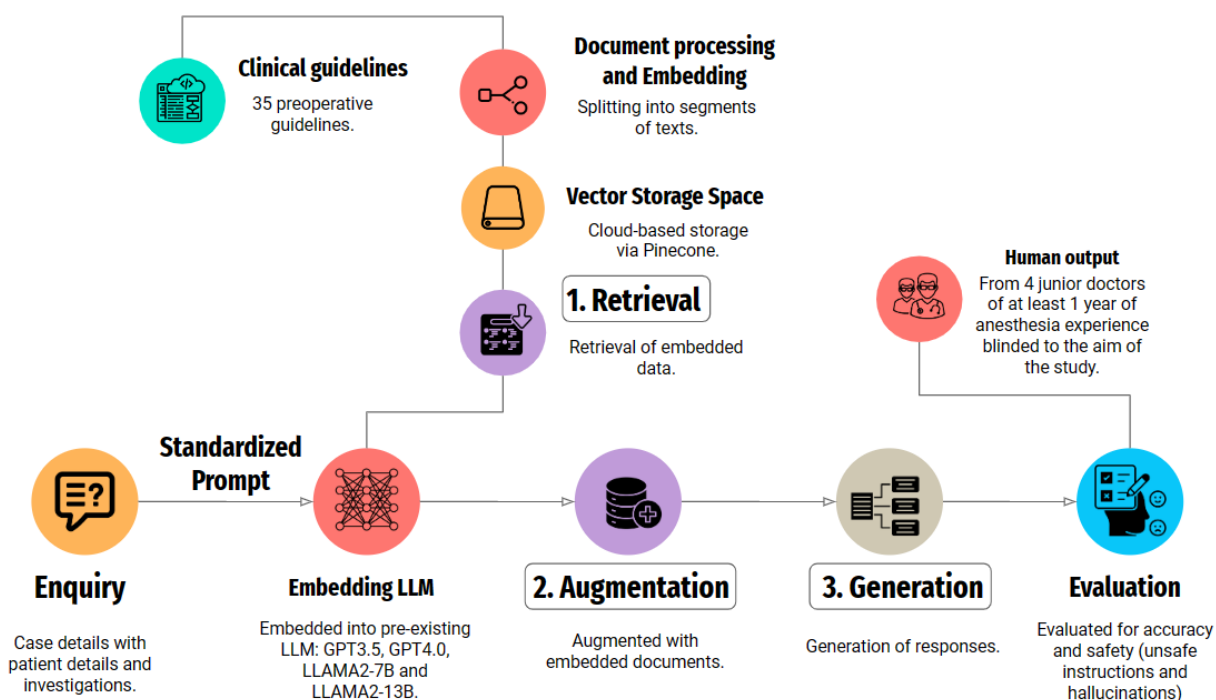 Clinical guidelines
35 preoperative
guidelines.
Document processing
and Embedding
Splitting into segments
of texts.
Vector Storage Space
Cloud-based storage
via Pinecone.
1. Retrieval
Retrieval of embedded
data.
Human output
From 4 junior doctors
of at least 1 year of
anesthesia experience
blinded to the aim of
the study.
Standardized
Prompt
Enquiry
Case details with
patient details and
investigations.
Embedding LLM
Embedded into pre-existing
LLM: GPT3.5, GPT4.0,
LLAMA2-7B and
LLAMA2-13B.
2. Augmentation
Augmented with
embedded documents.
3. Generation
Generation of responses.
Evaluation
Evaluated for accuracy
and safety (unsafe
instructions and
hallucinations)